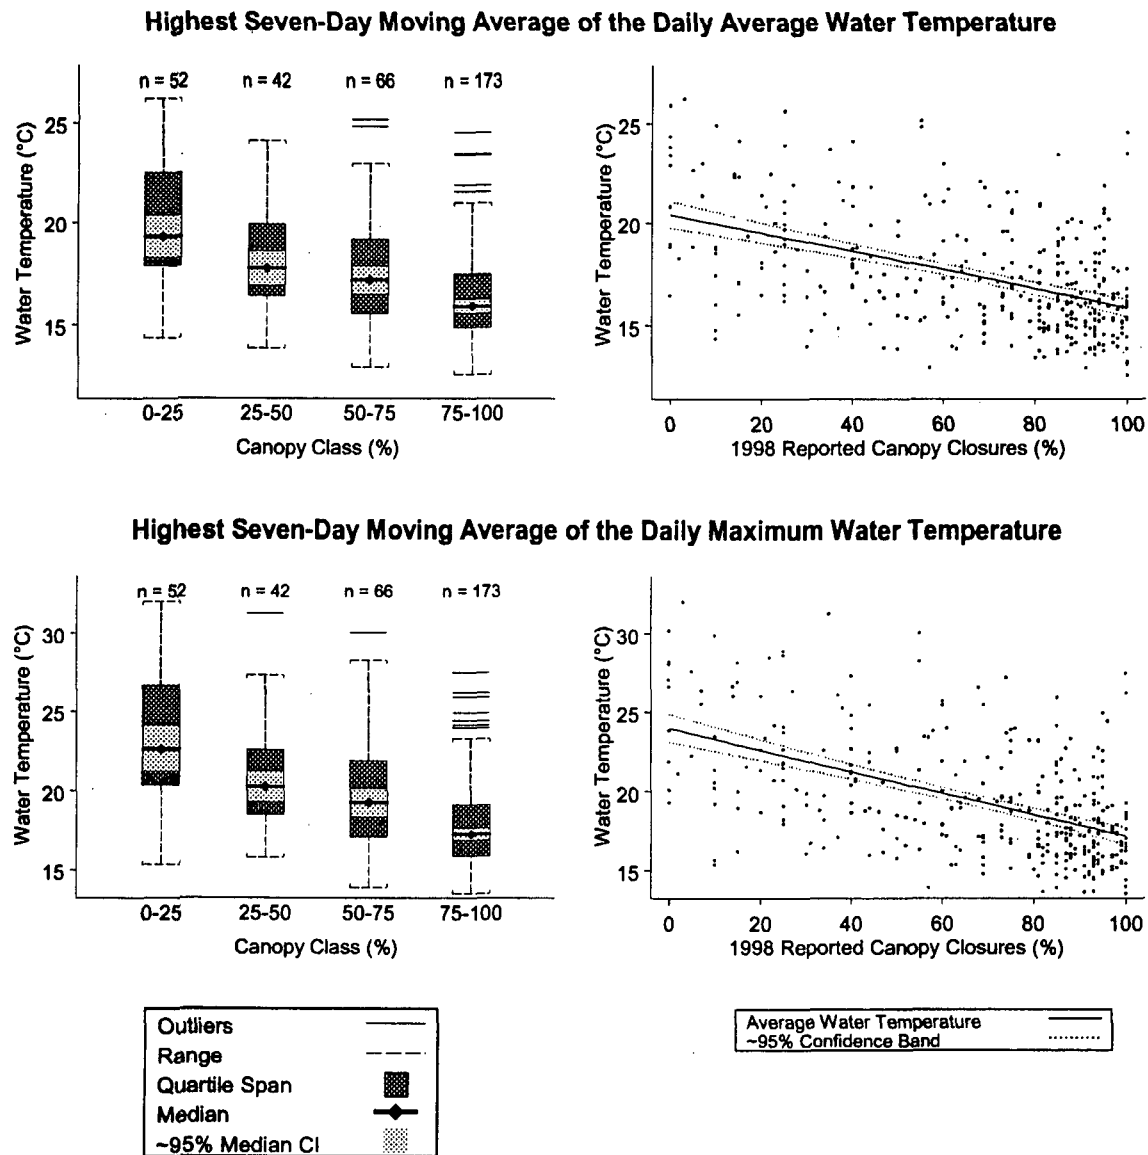 Highest Seven-Day Moving Average of the Daily Average Water Temperature
n = 52 n = 42 n = 66 n = 173
Water Temperature (°C)
25
20
15
0-25 25-50 50-75 75-100
Canopy Class (%)
Water Temperature (°C)
25
20
15
0 20 40 60 80 100
1998 Reported Canopy Closures (%)
Highest Seven-Day Moving Average of the Daily Maximum Water Temperature
n = 52 n = 42 n = 66 n = 173
Water Temperature (°C)
30
25
20
15
0-25 25-50 50-75 75-100
Canopy Class (%)
Water Temperature (°C)
30
25
20
15
0 20 40 60 80 100
1998 Reported Canopy Closures (%)
Outliers
Range
Quartile Span
Median
~95% Median CI
Average Water Temperature
~95% Confidence Band